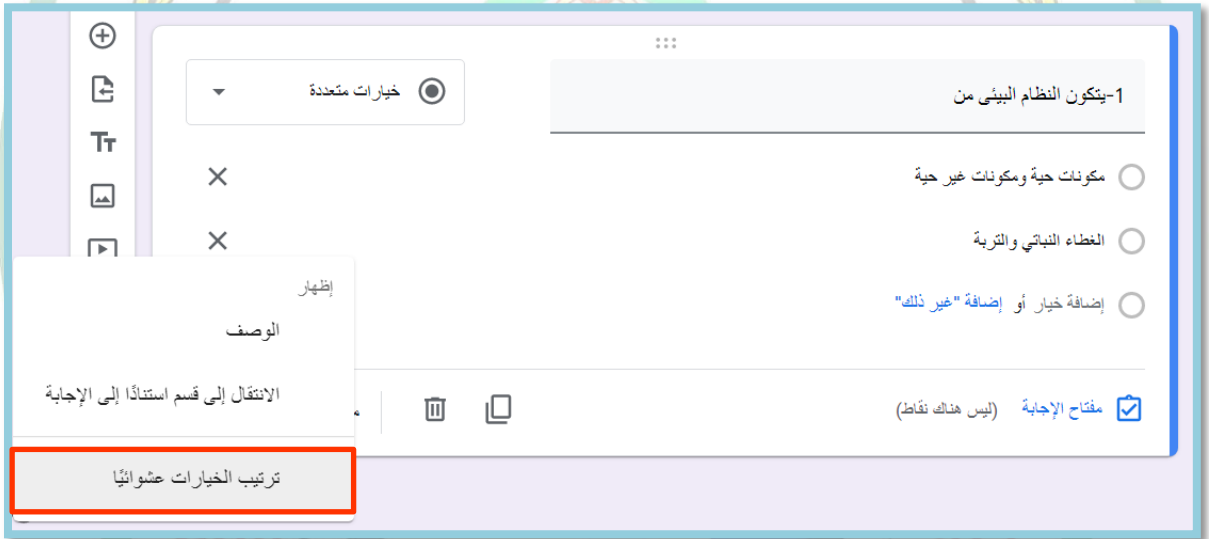 1-يتكون النظام البيئى من
خيارات متعددة
مكونات حية ومكونات غير حية
الغطاء النباتي والتربة
إضافة خيار أو إضافة "غير ذلك"
مفتاح الإجابة (ليس هناك نقاط)
إظهار
الوصف
الانتقال إلى قسم استنادًا إلى الإجابة
ترتيب الخيارات عشوائيًا
Tт